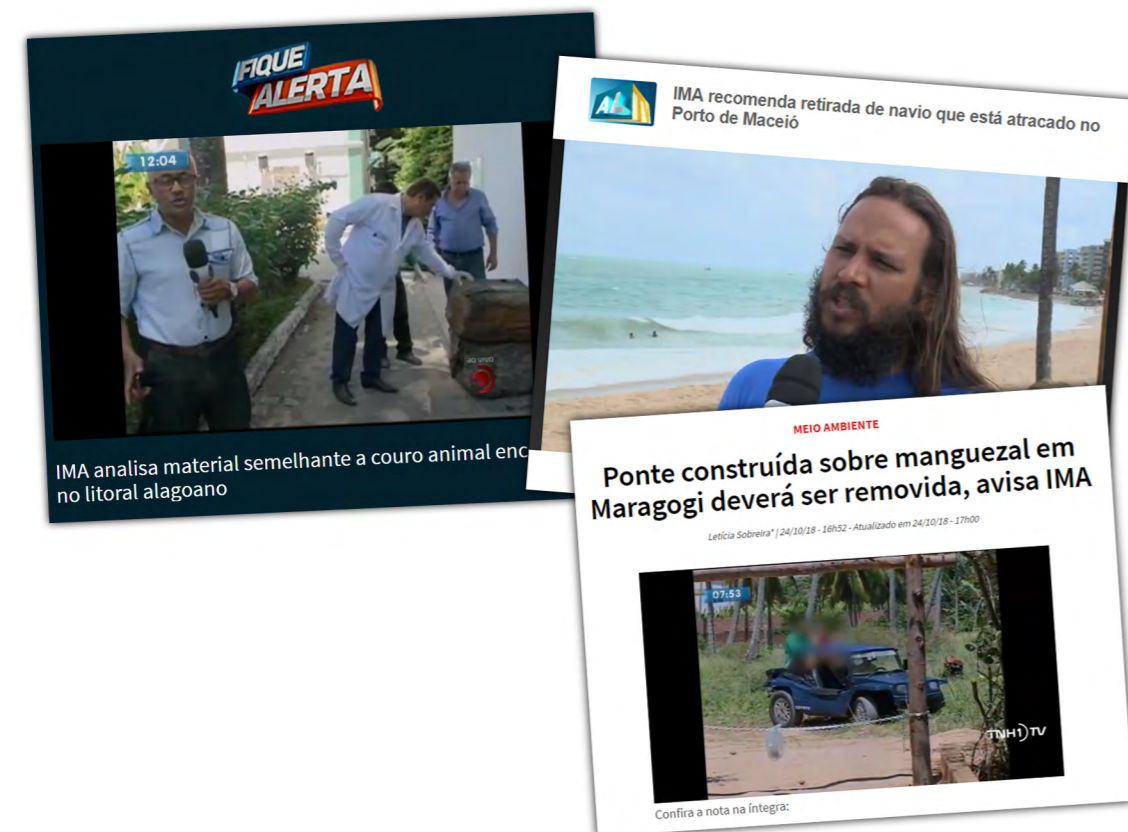 FIQUE
ALERTA
12:04
AO VIVO
IMA analisa material semelhante a couro animal enc
no litoral alagoano
AL
IMA recomenda retirada de navio que está atracado no
Porto de Maceió
MEIO AMBIENTE
Ponte construída sobre manguezal em
Maragogi deverá ser removida, avisa IMA
Letícia Sobreira* | 24/10/18 - 16h52 - Atualizado em 24/10/18 - 17h00
07:53
TNH1 TV
Confira a nota na íntegra: